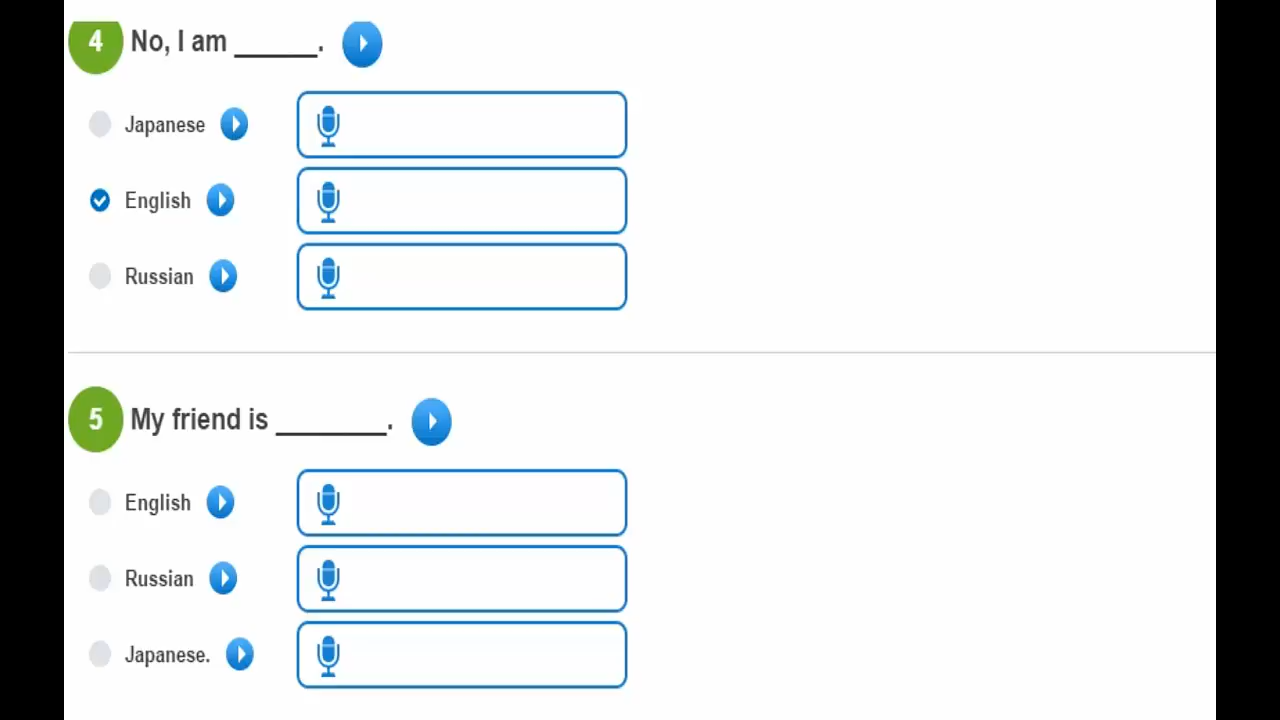 4 No, I am ______.
Japanese
English
Russian
5 My friend is ________.
English
Russian
Japanese.